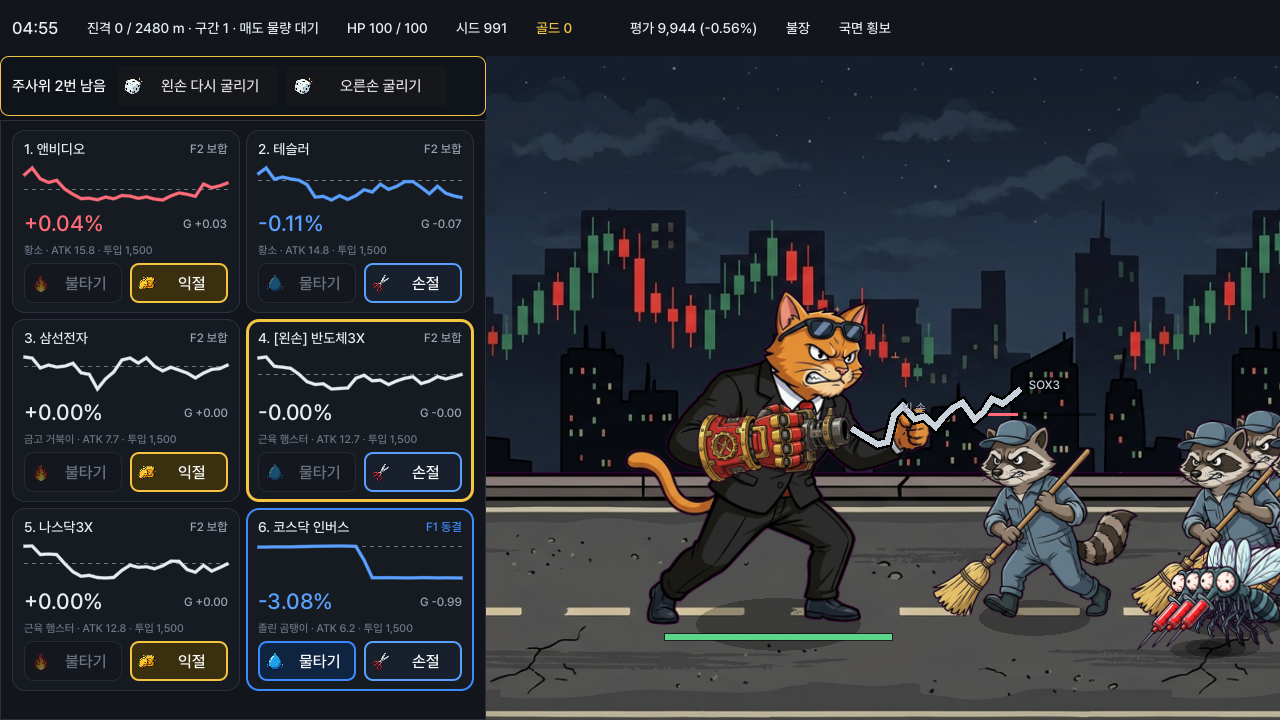 04:55 진격 0 / 2480 m · 구간 1 · 매도 물량 대기 HP 100 / 100 시드 991 골드 0 평가 9,944 (-0.56%) 불장 국면 횡보
주사위 2번 남음 왼손 다시 굴리기 오른손 굴리기
1. 앤비디오 F2 보합
+0.04% G +0.03
황소 · ATK 15.8 · 투입 1,500
불타기 익절
2. 테슬러 F2 보합
-0.11% G -0.07
황소 · ATK 14.8 · 투입 1,500
물타기 손절
3. 삼선전자 F2 보합
+0.00% G +0.00
금고 거북이 · ATK 7.7 · 투입 1,500
불타기 익절
4. [왼손] 반도체3X F2 보합
-0.00% G -0.00
근육 햄스터 · ATK 12.7 · 투입 1,500
물타기 손절
5. 나스닥3X F2 보합
+0.00% G +0.00
근육 햄스터 · ATK 12.8 · 투입 1,500
불타기 익절
6. 코스닥 인버스 F1 동결
-3.08% G -0.99
졸린 곰탱이 · ATK 6.2 · 투입 1,500
물타기 손절
SOX3